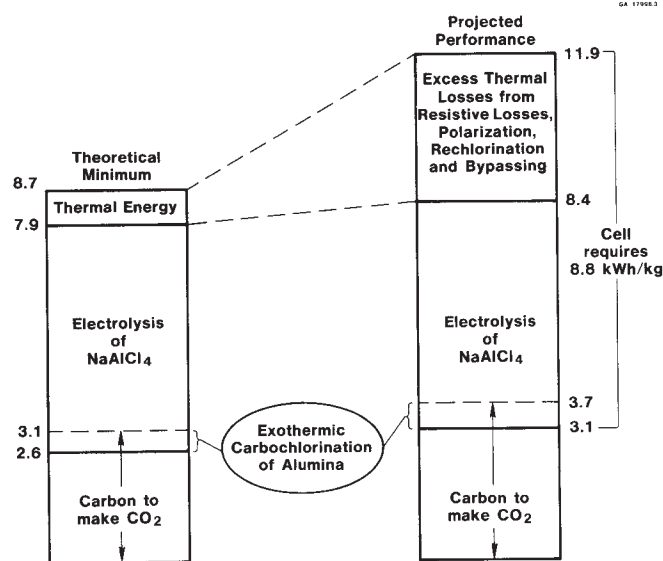 GA 17998.3
Projected
Performance
11.9
Excess Thermal
Losses from
Resistive Losses,
Polarization,
Rechlorination
and Bypassing
Theoretical
Minimum
8.7
Thermal Energy
7.9
8.4
Cell
requires
8.8 kWh/kg
Electrolysis
of
NaAlCl4
Electrolysis
of
NaAlCl4
3.1
2.6
Exothermic
Carbochlorination
of Alumina
3.7
3.1
Carbon to
make CO2
Carbon to
make CO2